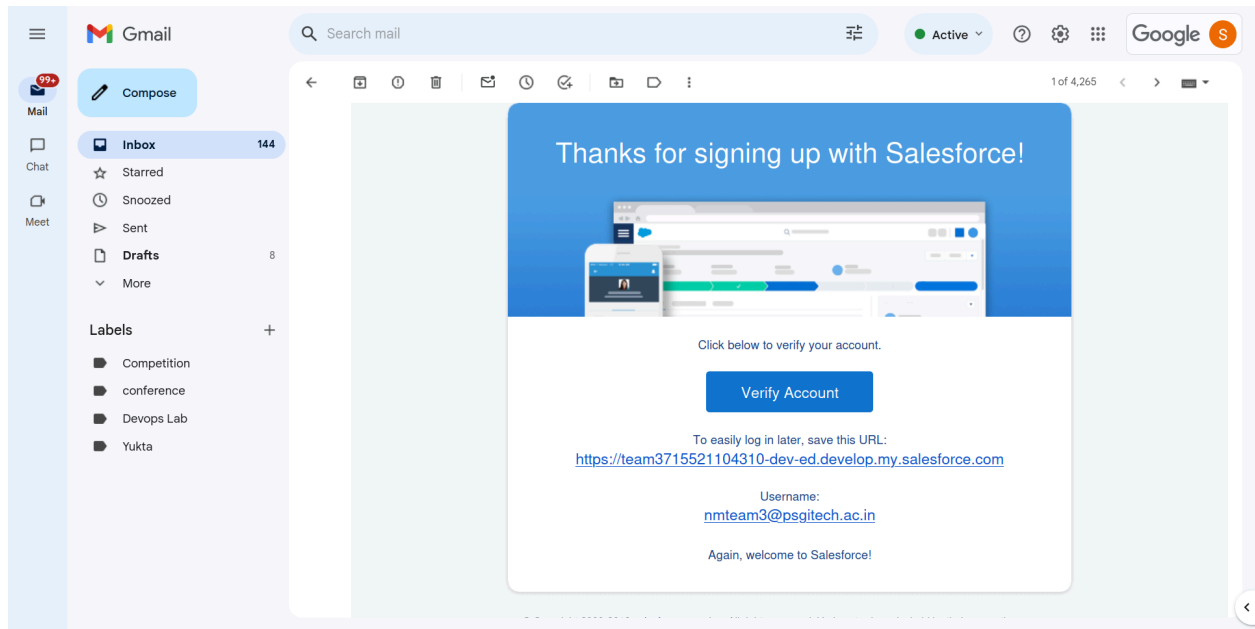 Gmail
Search mail
Active
Google
S
99+
Mail
Compose
1 of 4,265
Inbox 144
Chat
Starred
Snoozed
Meet
Sent
Drafts 8
More
Labels
Competition
conference
Devops Lab
Yukta
Thanks for signing up with Salesforce!
Click below to verify your account.
Verify Account
To easily log in later, save this URL:
https://team3715521104310-dev-ed.develop.my.salesforce.com
Username:
nmteam3@psgitech.ac.in
Again, welcome to Salesforce!